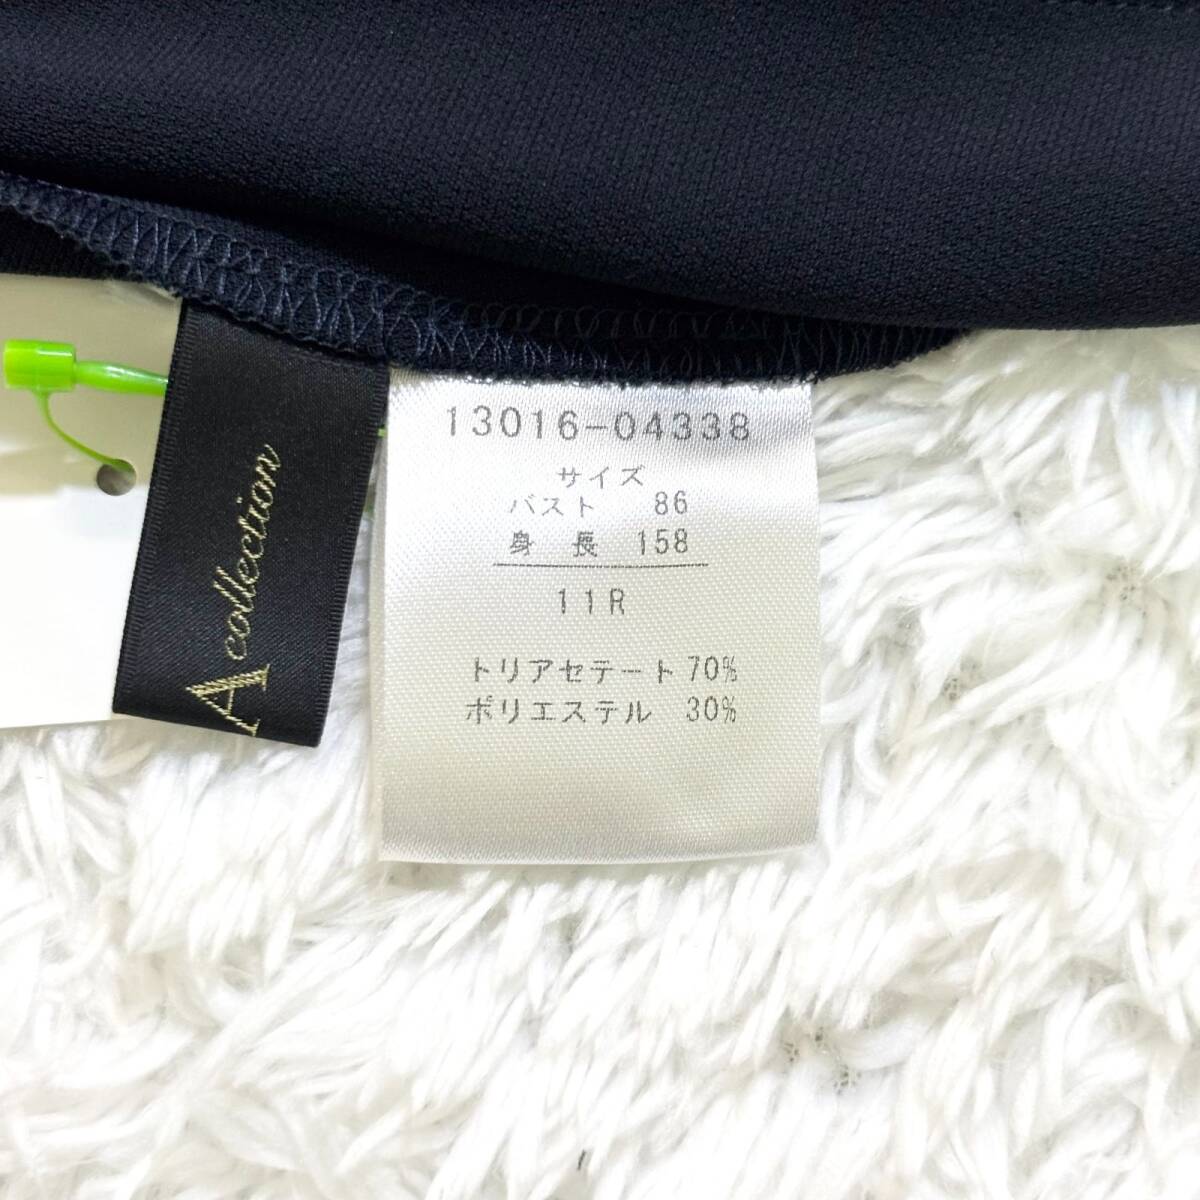 A collection
13016-04338
サイズ
バスト 86
身長 158
11R
トリアセテート 70%
ポリエステル 30%